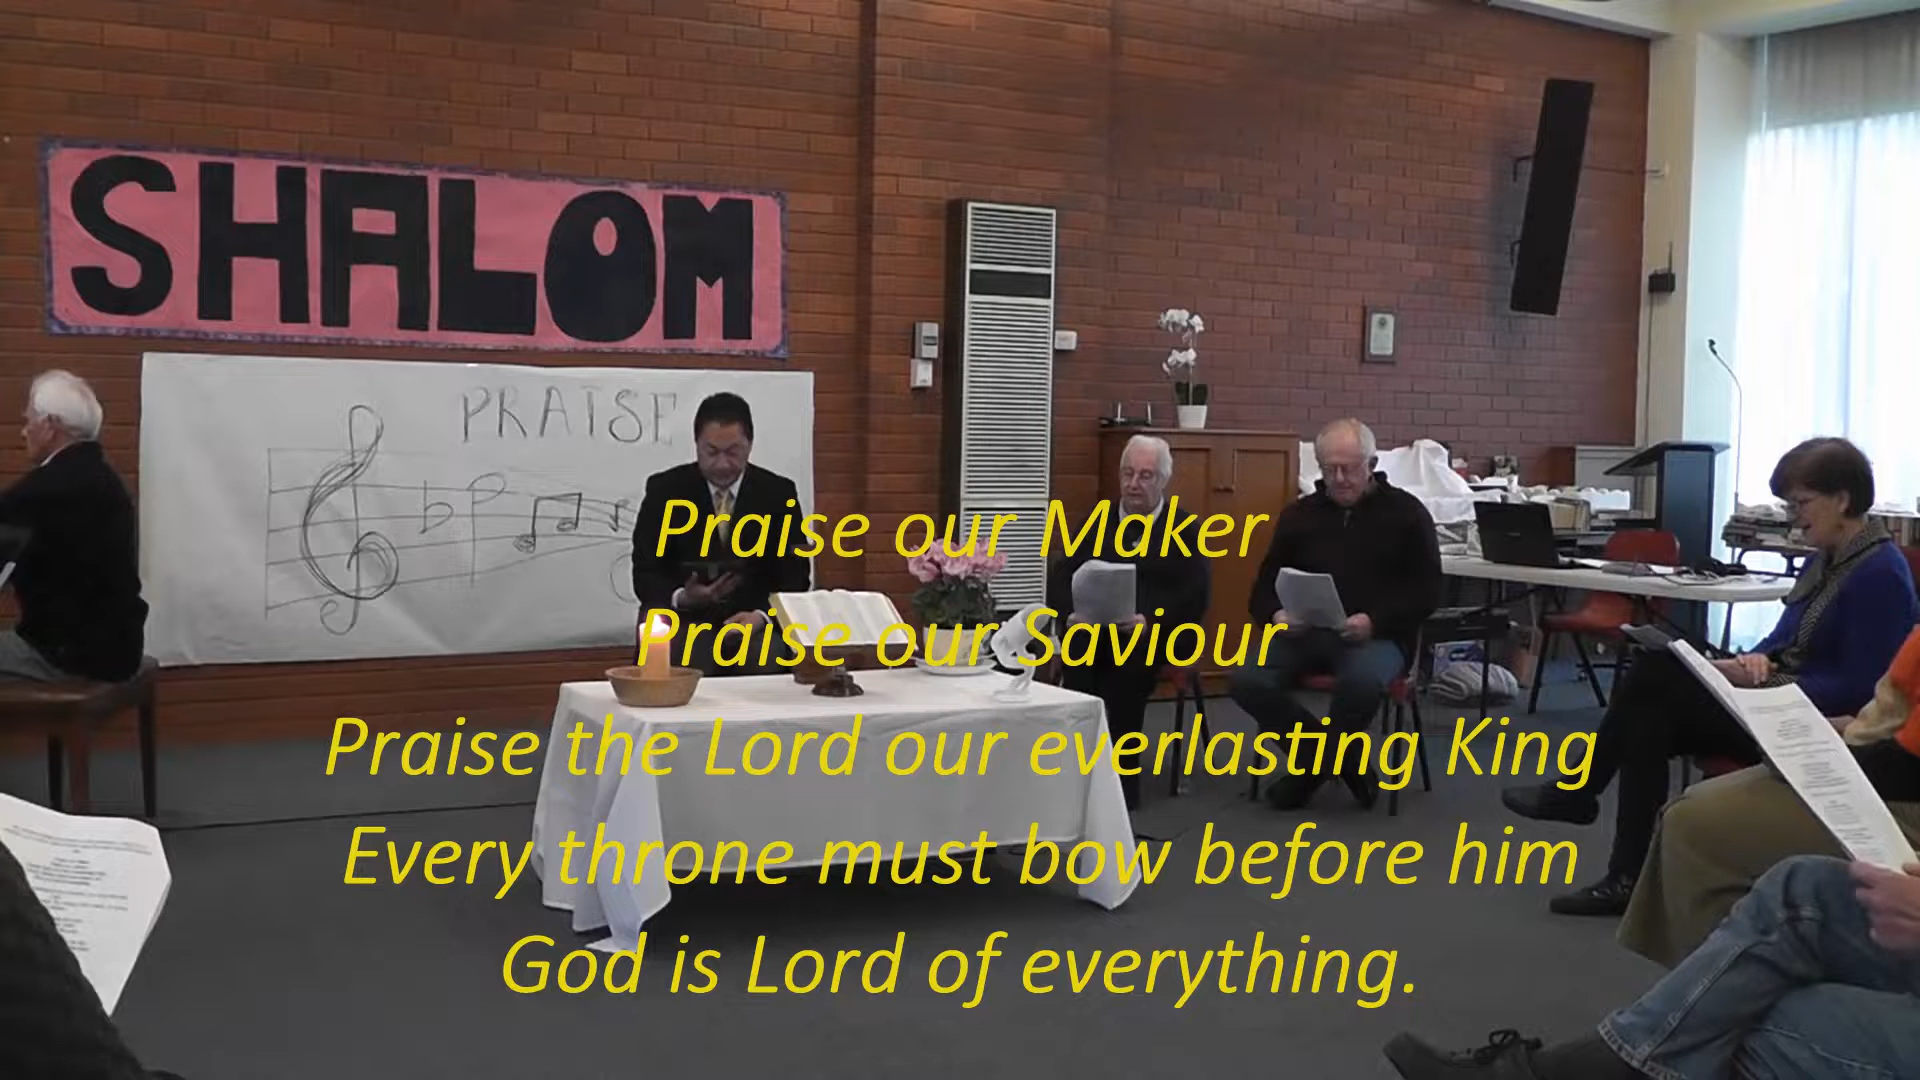 SHALOM
PRAISE
Praise our Maker
Praise our Saviour
Praise the Lord our everlasting King
Every throne must bow before him
God is Lord of everything.